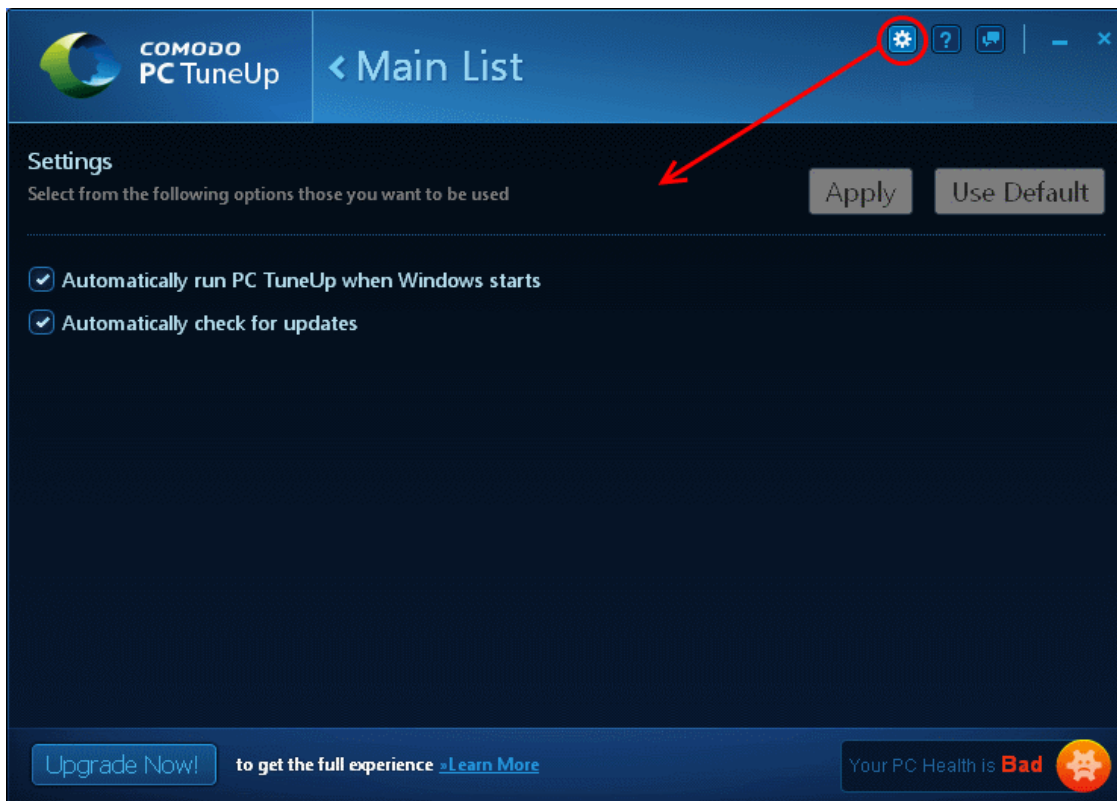 COMODO
PC TuneUp
< Main List
?
Settings
Select from the following options those you want to be used
Apply
Use Default
Automatically run PC TuneUp when Windows starts
Automatically check for updates
Upgrade Now! to get the full experience »Learn More
Your PC Health is Bad